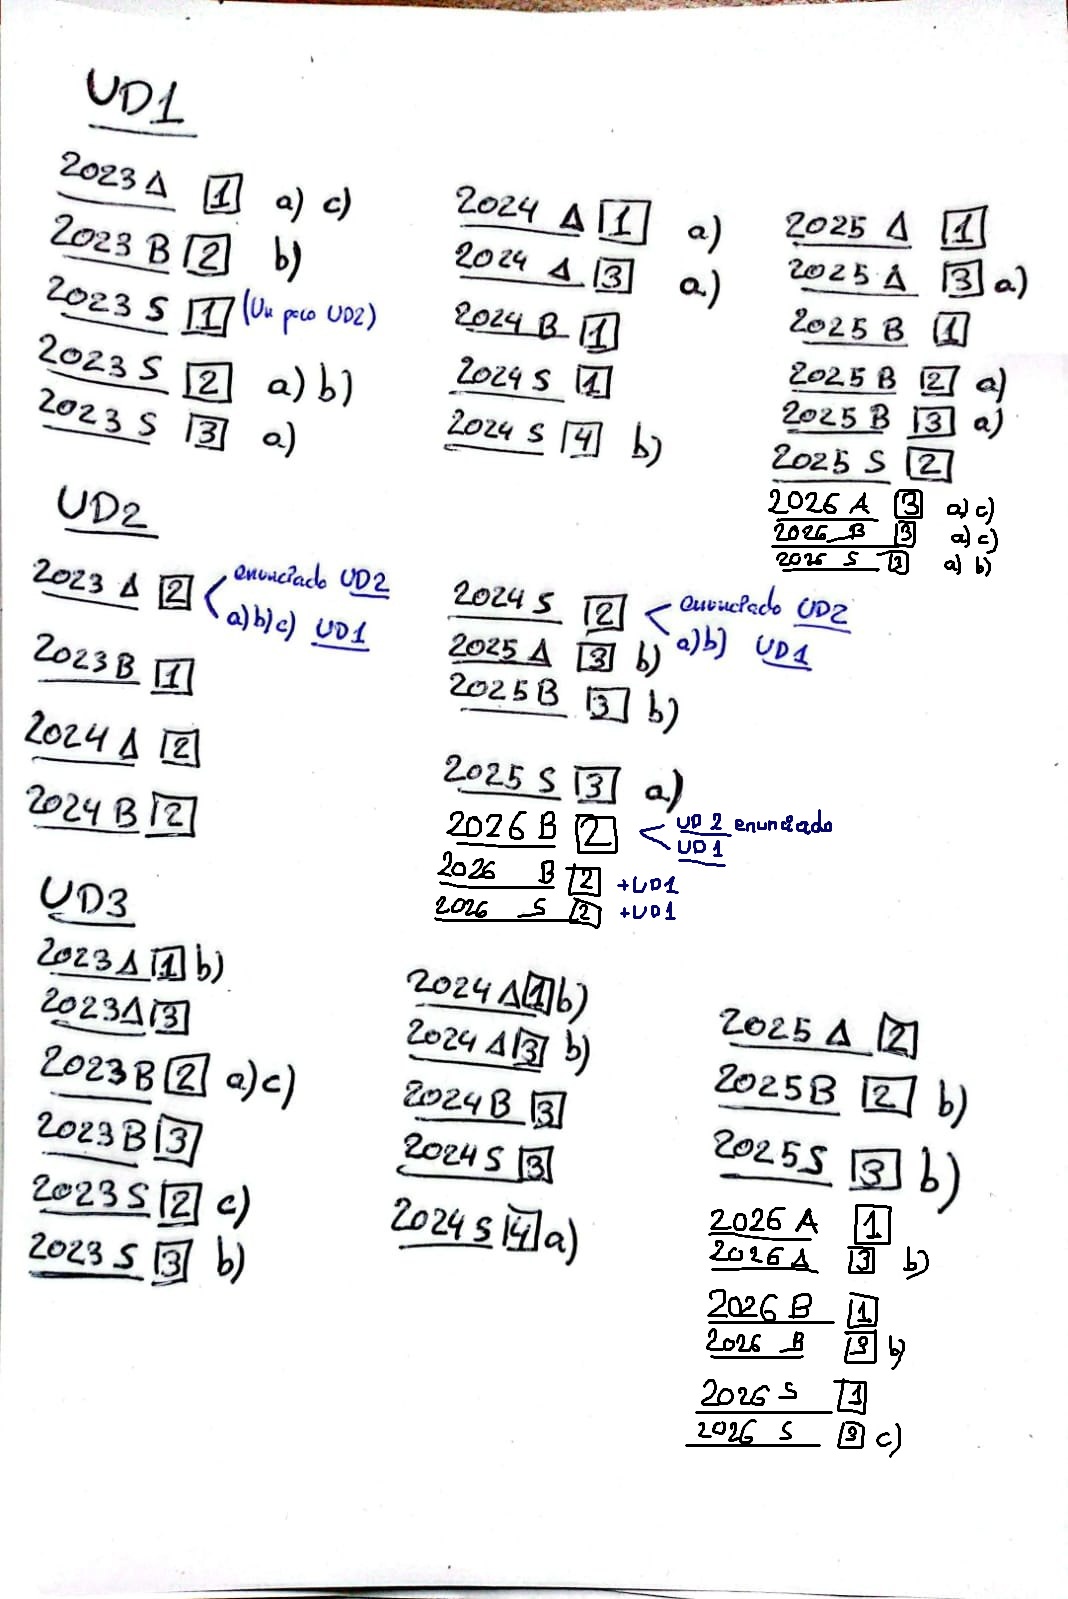 UD1
2023 A [1] a) c)
2023 B [2] b)
2023 S [1] (Un poco UD2)
2023 S [2] a) b)
2023 S [3] a)
2024 A [1] a)
2024 A [3] a)
2024 B [1]
2024 S [1]
2024 S [4] b)
2025 A [1]
2025 A [3] a)
2025 B [1]
2025 B [2] a)
2025 B [3] a)
2025 S [2]
2026 A [3] a) c)
2026 B [3] a) c)
2026 S [3] a) b)
UD2
2023 A [2] < enunciado UD2
a) b) c) UD1
2023 B [1]
2024 A [2]
2024 B [2]
2024 S [2] < enunciado UD2
a) b) UD1
2025 A [3] b)
2025 B [3] b)
2025 S [3] a)
2026 B [2] < UD2 enunciado
UD1
2026 B [2] +UD1
2026 S [2] +UD1
UD3
2023 A [1] b)
2023 A [3]
2023 B [2] a) c)
2023 B [3]
2023 S [2] c)
2023 S [3] b)
2024 A [1] b)
2024 A [3] b)
2024 B [3]
2024 S [3]
2024 S [4] a)
2025 A [2]
2025 B [2] b)
2025 S [3] b)
2026 A [1]
2026 A [3] b)
2026 B [1]
2026 B [3] b)
2026 S [1]
2026 S [3] c)